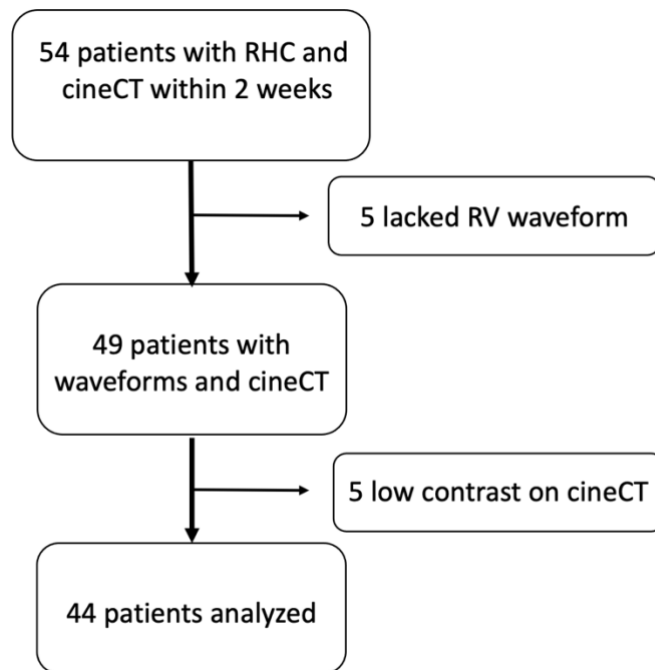 54 patients with RHC and
cineCT within 2 weeks
5 lacked RV waveform
49 patients with
waveforms and cineCT
5 low contrast on cineCT
44 patients analyzed